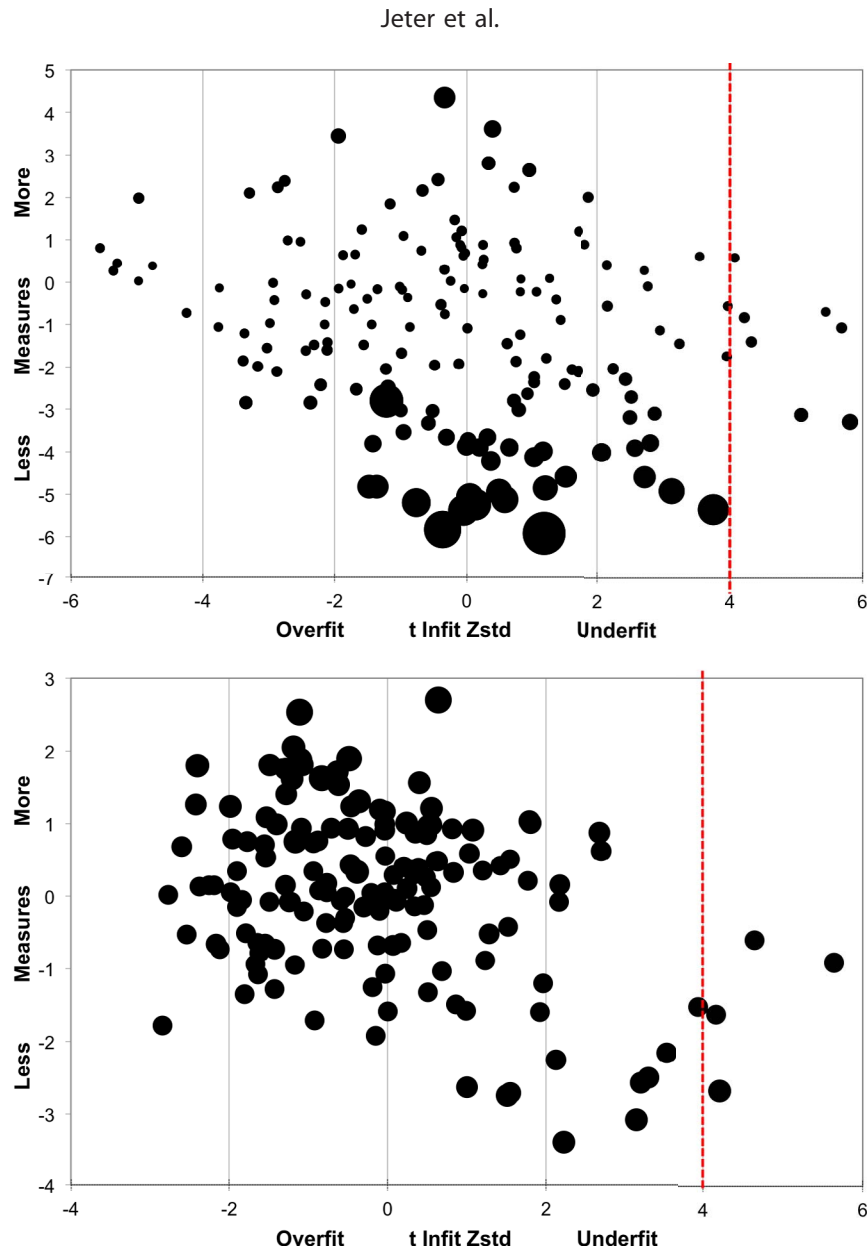 Jeter et al.
5
4
3
2
1
0
-1
-2
-3
-4
-5
-6
-7
More
Measures
Less
-6 -4 -2 0 2 4 6
Overfit t Infit Zstd Underfit
3
2
1
0
-1
-2
-3
-4
More
Measures
Less
-4 -2 0 2 4 6
Overfit t Infit Zstd Underfit